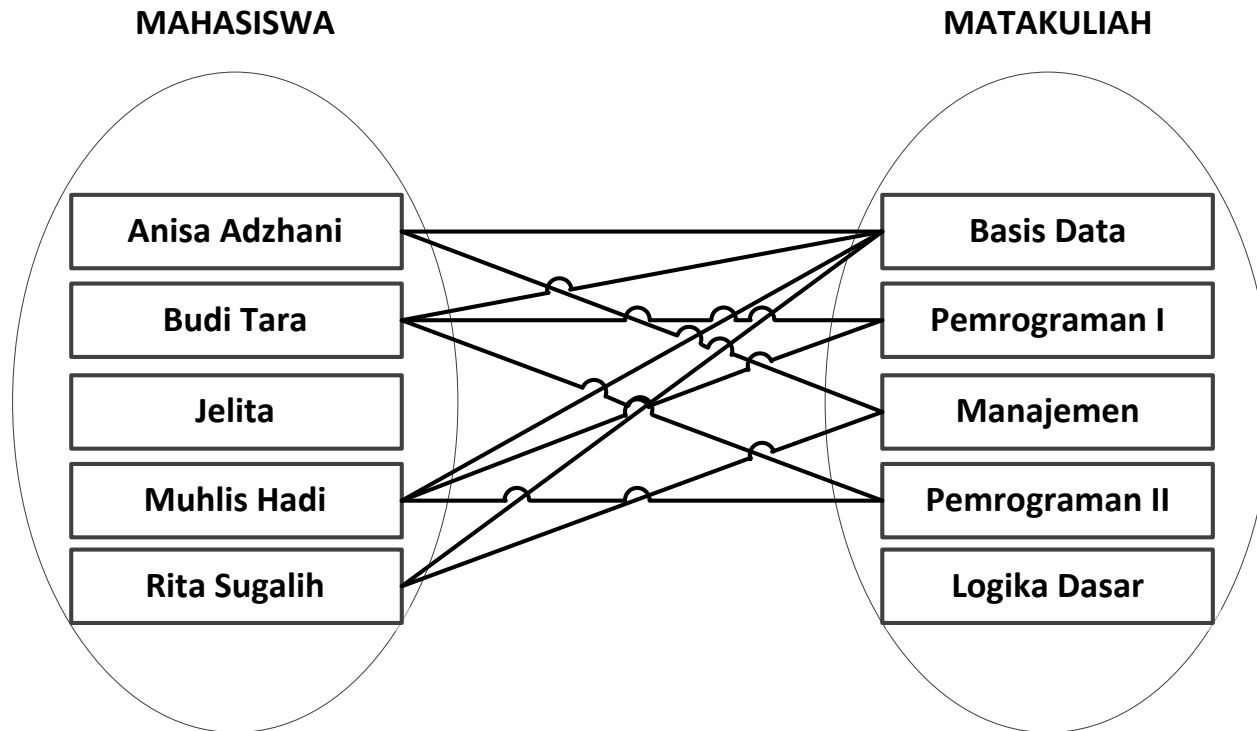 MAHASISWA
MATAKULIAH
Anisa Adzhani
Basis Data
Budi Tara
Pemrograman I
Jelita
Manajemen
Muhlis Hadi
Pemrograman II
Rita Sugalih
Logika Dasar